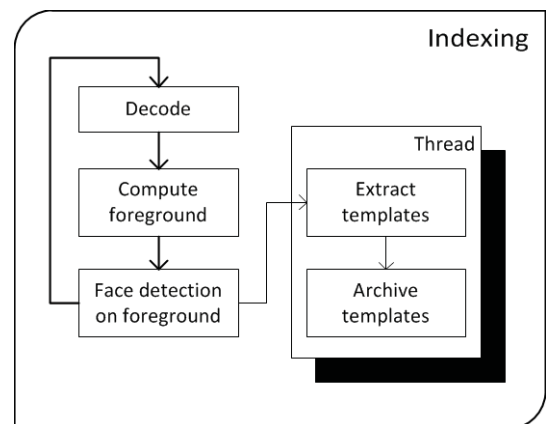 Indexing
Decode
Compute
foreground
Face detection
on foreground
Thread
Extract
templates
Archive
templates